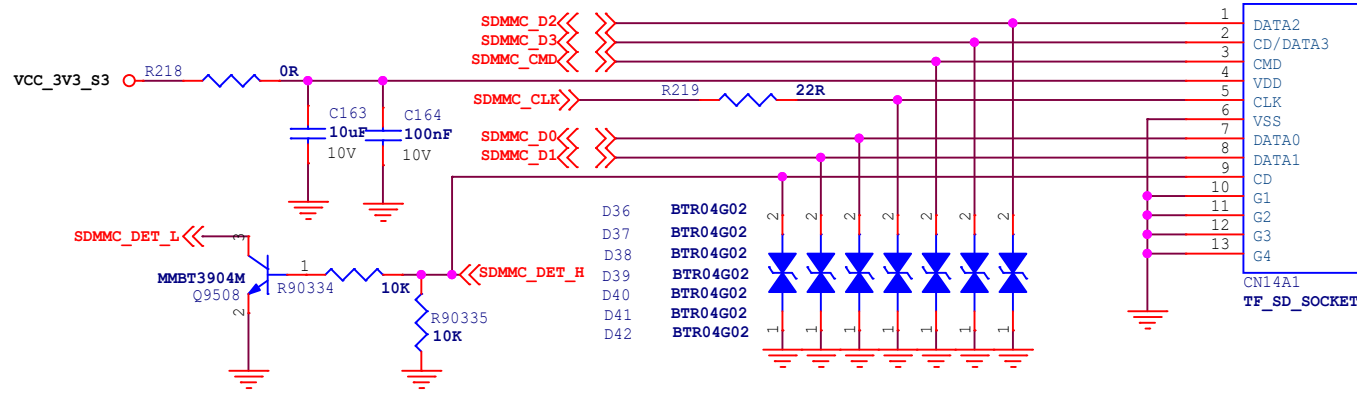 SDMMC_D2 1 DATA2
SDMMC_D3 2 CD/DATA3
SDMMC_CMD 3 CMD
VCC_3V3_S3 R218 0R 4 VDD
SDMMC_CLK R219 22R 5 CLK
6 VSS
C163 C164
10uF 100nF
10V 10V
SDMMC_D0 7 DATA0
SDMMC_D1 8 DATA1
9 CD
10 G1
11 G2
12 G3
13 G4
CN14A1
TF_SD_SOCKET
D36 BTR04G02
D37 BTR04G02
D38 BTR04G02
D39 BTR04G02
D40 BTR04G02
D41 BTR04G02
D42 BTR04G02
2 2 2 2 2 2 2
1 1 1 1 1 1 1
SDMMC_DET_L 3
MMBT3904M 1
Q9508 R90334 10K
2
SDMMC_DET_H
R90335
10K